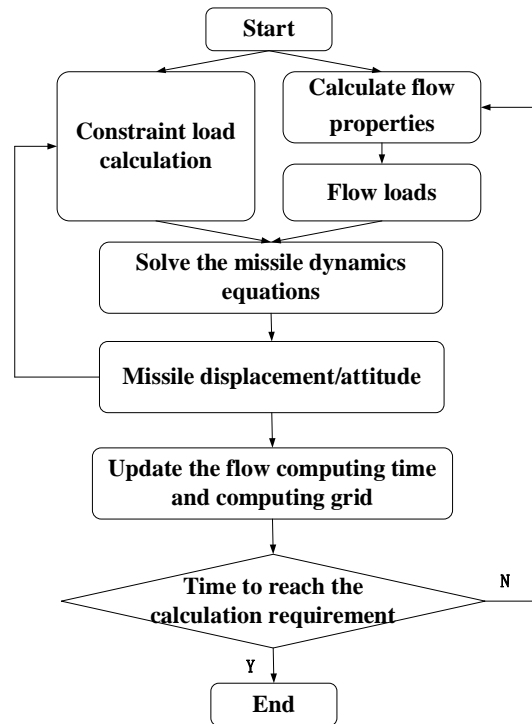 Start
Constraint load
calculation
Calculate flow
properties
Flow loads
Solve the missile dynamics
equations
Missile displacement/attitude
Update the flow computing time
and computing grid
Time to reach the
calculation requirement
N
Y
End